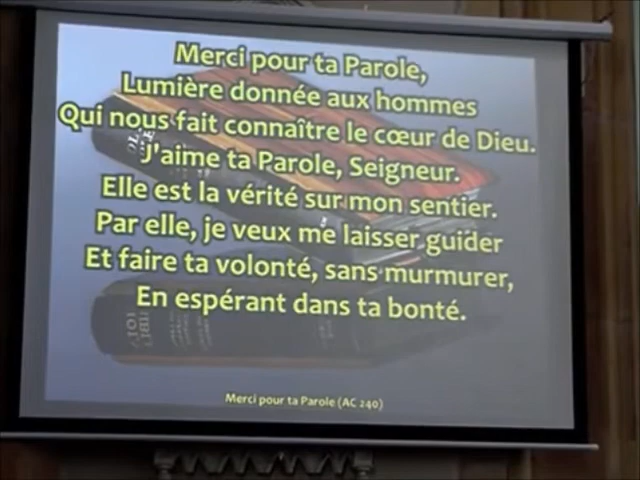 Merci pour ta Parole,
Lumière donnée aux hommes
Qui nous fait connaître le cœur de Dieu.
J'aime ta Parole, Seigneur.
Elle est la vérité sur mon sentier.
Par elle, je veux me laisser guider
Et faire ta volonté, sans murmurer,
En espérant dans ta bonté.
Merci pour ta Parole (AC 240)